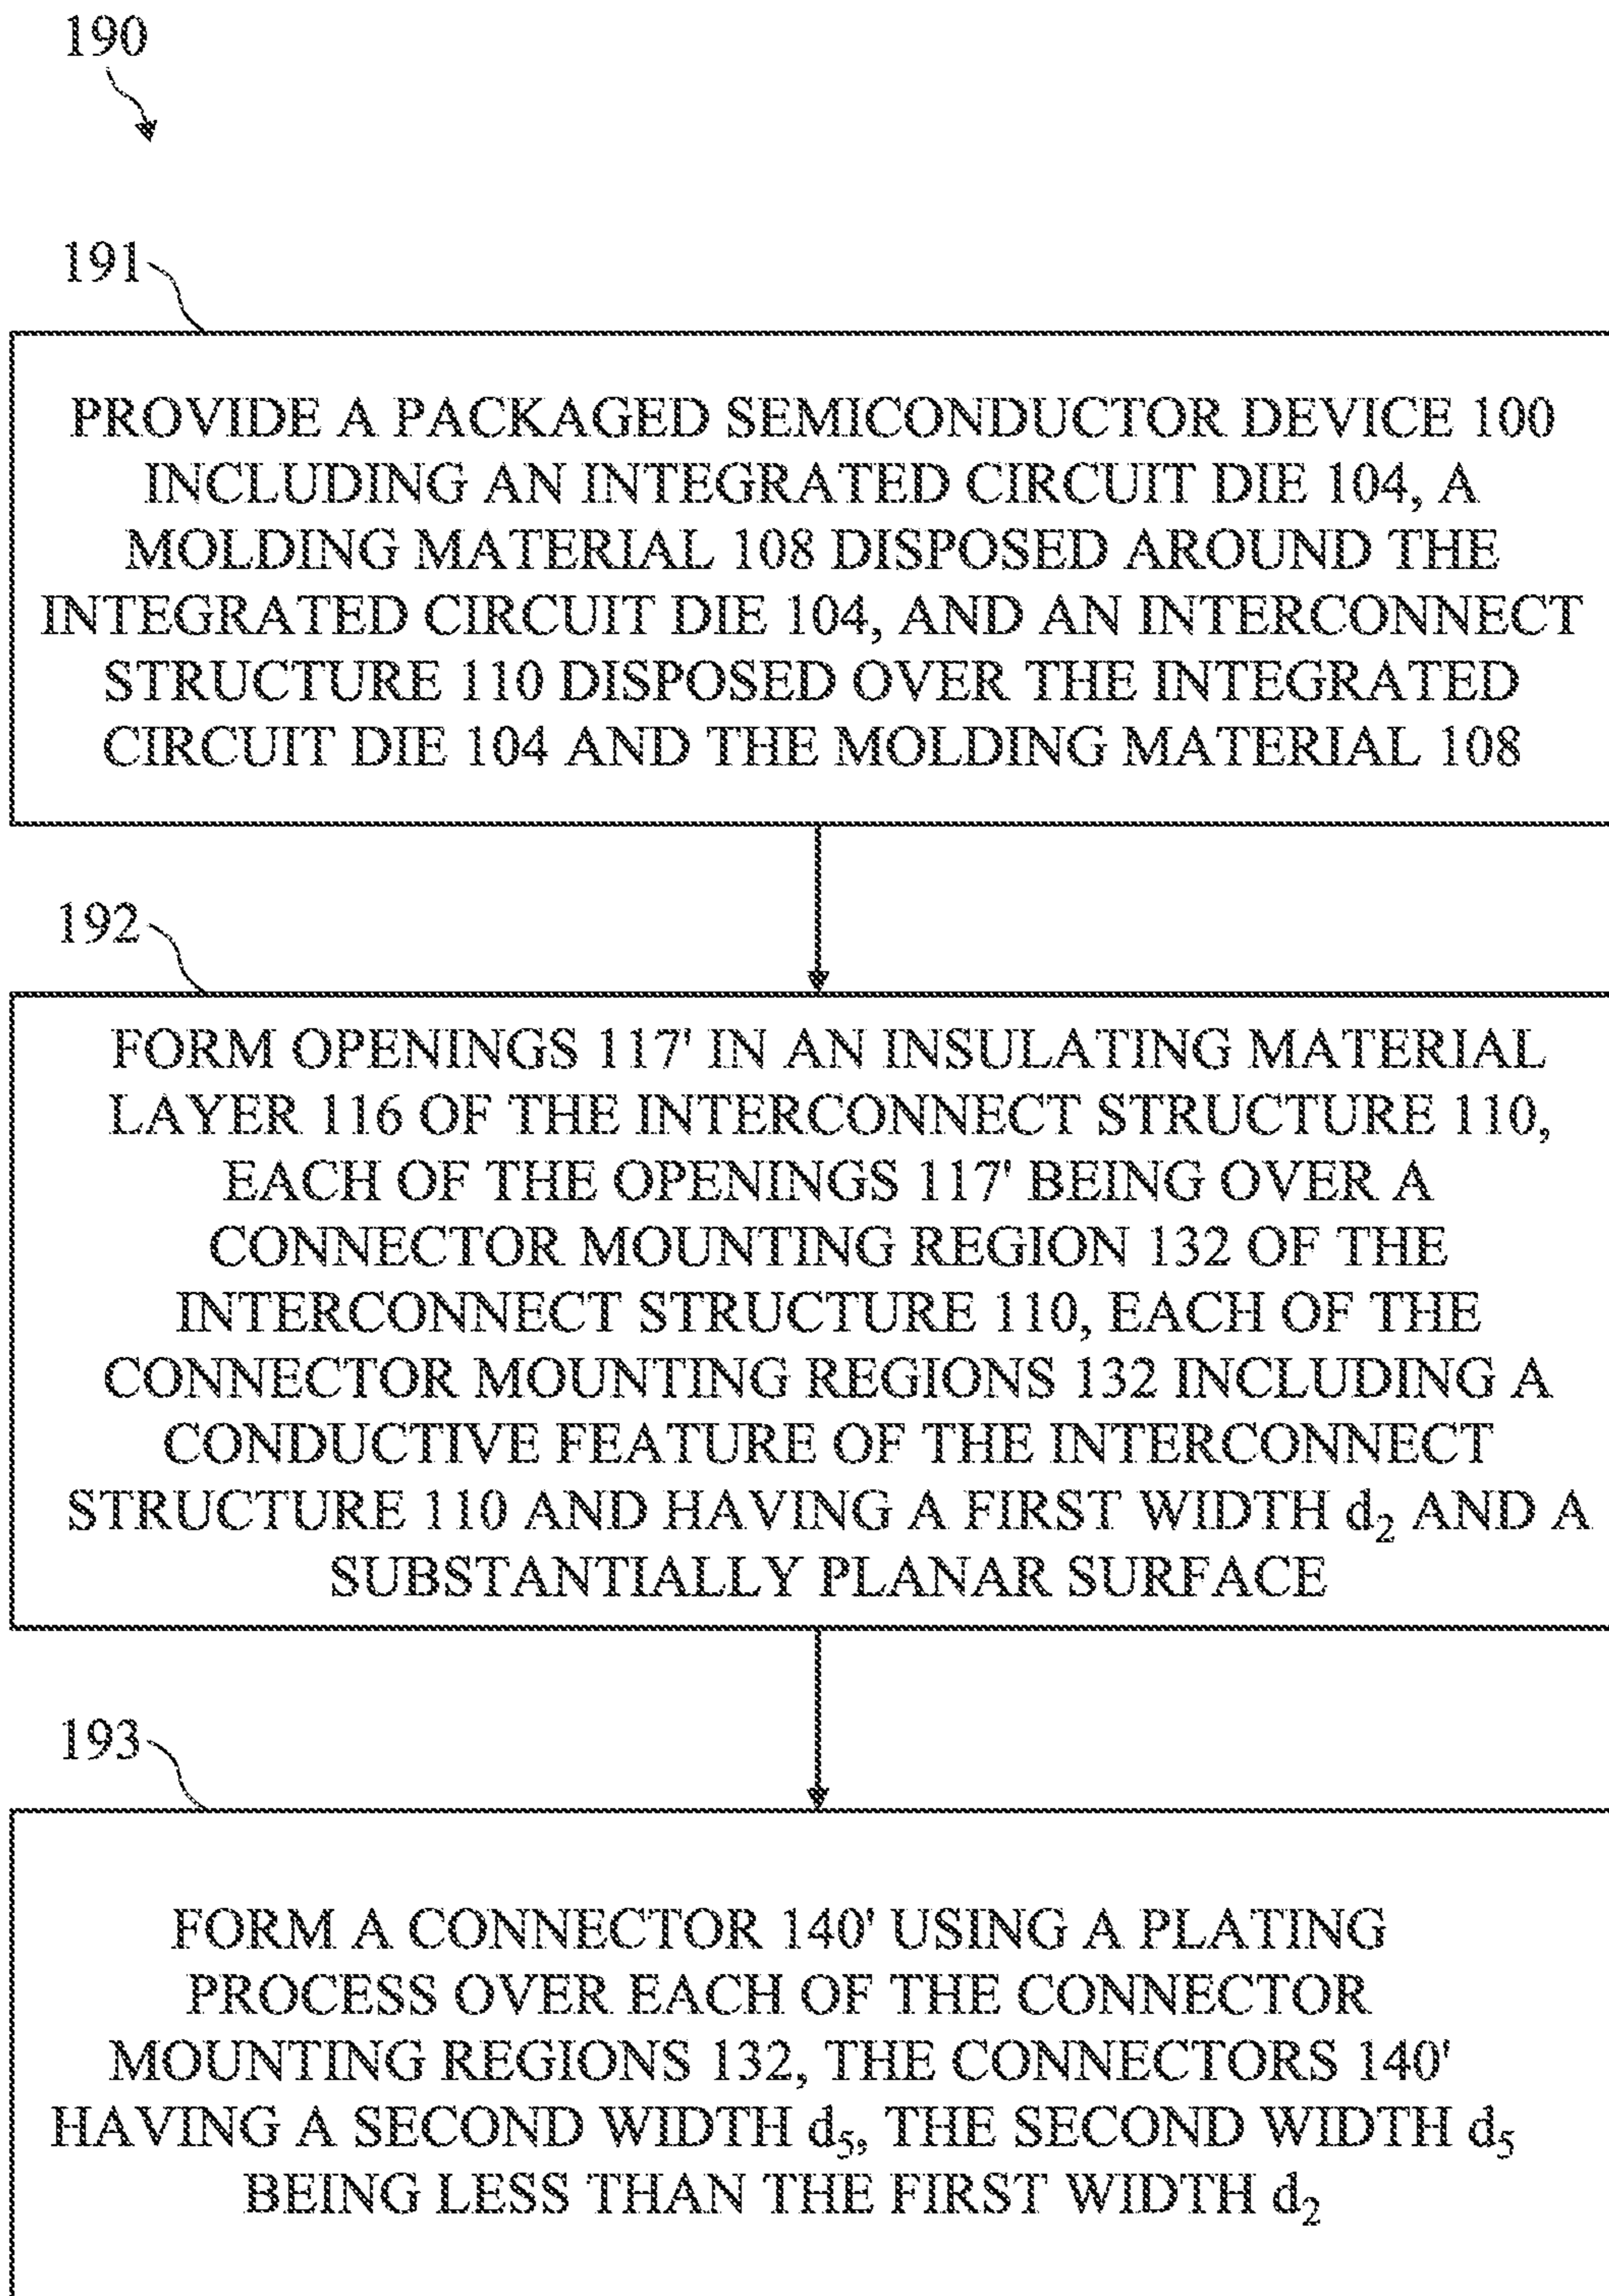 190
191
PROVIDE A PACKAGED SEMICONDUCTOR DEVICE 100
INCLUDING AN INTEGRATED CIRCUIT DIE 104, A
MOLDING MATERIAL 108 DISPOSED AROUND THE
INTEGRATED CIRCUIT DIE 104, AND AN INTERCONNECT
STRUCTURE 110 DISPOSED OVER THE INTEGRATED
CIRCUIT DIE 104 AND THE MOLDING MATERIAL 108
192
FORM OPENINGS 117' IN AN INSULATING MATERIAL
LAYER 116 OF THE INTERCONNECT STRUCTURE 110,
EACH OF THE OPENINGS 117' BEING OVER A
CONNECTOR MOUNTING REGION 132 OF THE
INTERCONNECT STRUCTURE 110, EACH OF THE
CONNECTOR MOUNTING REGIONS 132 INCLUDING A
CONDUCTIVE FEATURE OF THE INTERCONNECT
STRUCTURE 110 AND HAVING A FIRST WIDTH d₂ AND A
SUBSTANTIALLY PLANAR SURFACE
193
FORM A CONNECTOR 140' USING A PLATING
PROCESS OVER EACH OF THE CONNECTOR
MOUNTING REGIONS 132, THE CONNECTORS 140'
HAVING A SECOND WIDTH d₅, THE SECOND WIDTH d₅
BEING LESS THAN THE FIRST WIDTH d₂